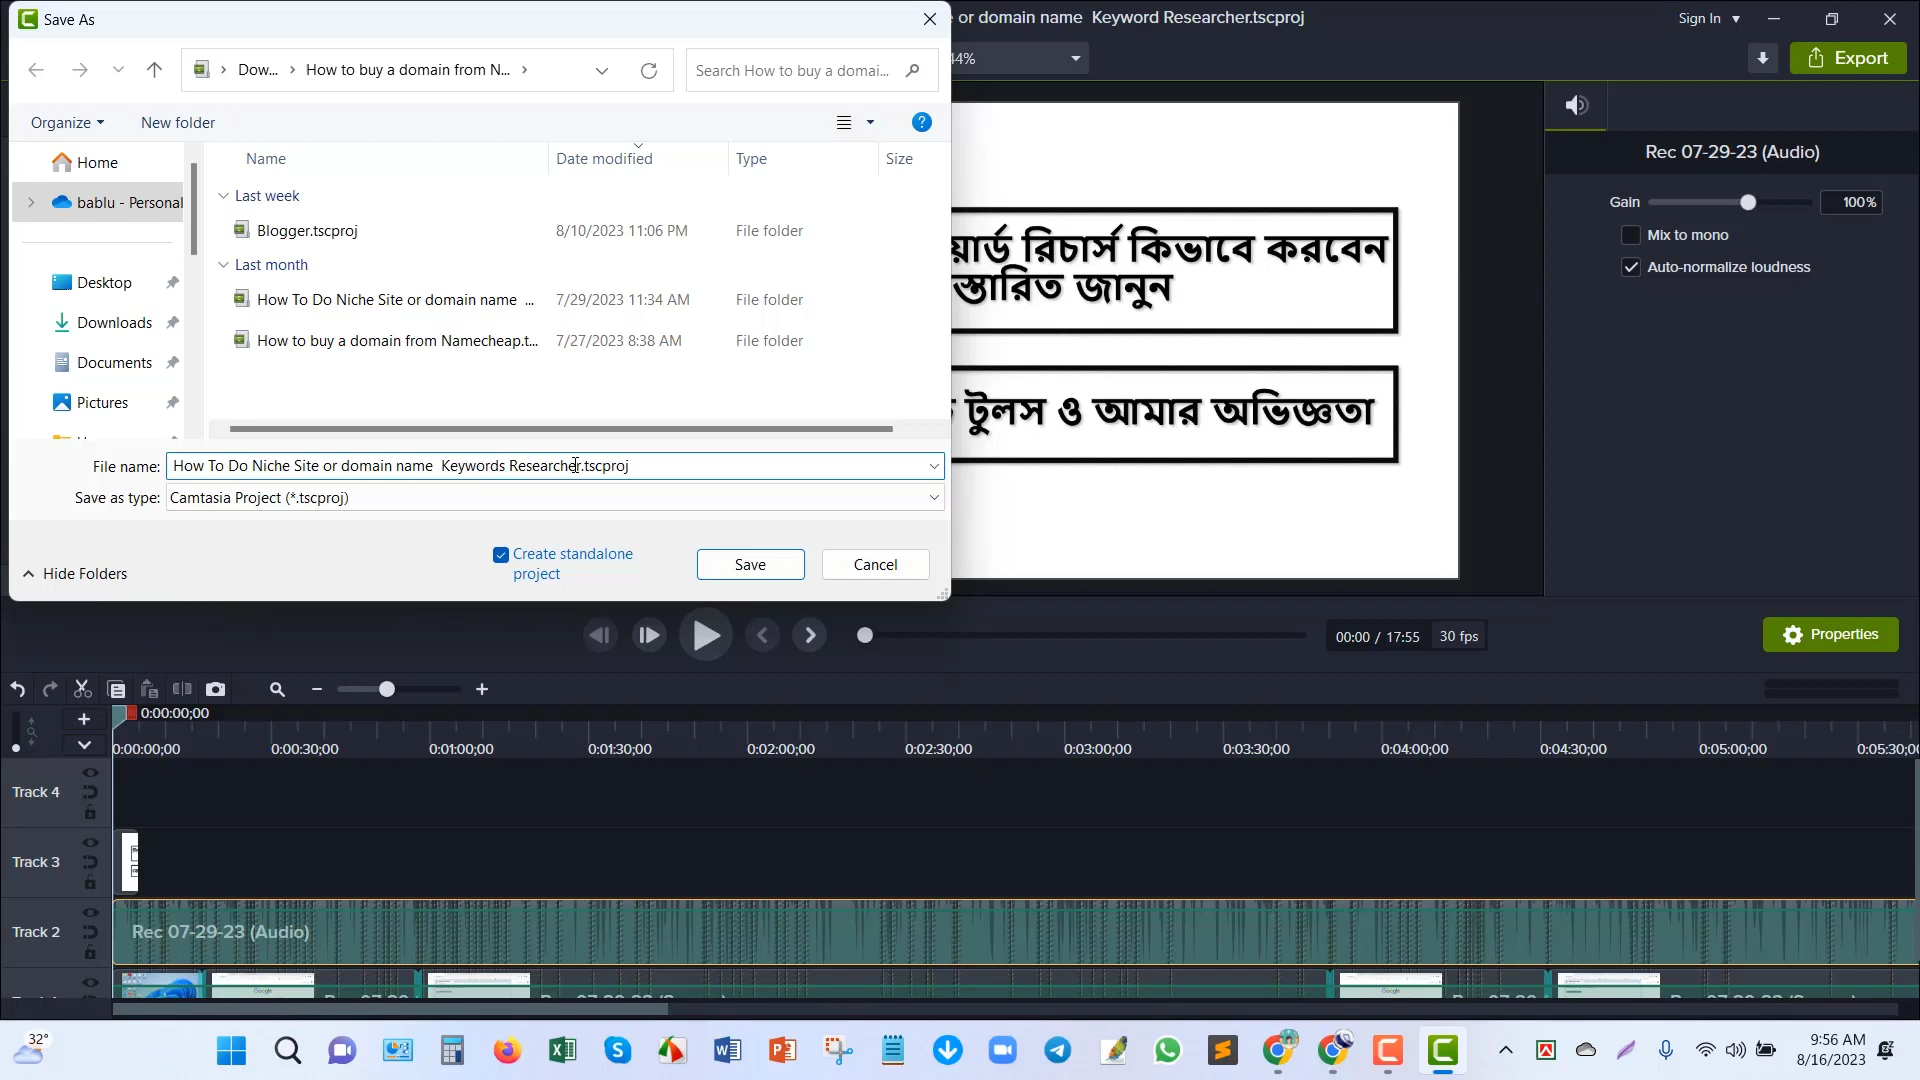 Save As
or domain name  Keyword Researcher.tscproj
Sign In
Dow...
How to buy a domain from N...
Search How to buy a domai...
Export
Organize
New folder
Name
Date modified
Type
Size
Home
bablu - Personal
Last week
Blogger.tscproj
8/10/2023 11:06 PM
File folder
Last month
How To Do Niche Site or domain name ...
7/29/2023 11:34 AM
File folder
How to buy a domain from Namecheap.t...
7/27/2023 8:38 AM
File folder
Desktop
Downloads
Documents
Pictures
File name:
How To Do Niche Site or domain name  Keywords Researcher.tscproj
Save as type:
Camtasia Project (*.tscproj)
Create standalone
project
Save
Cancel
Hide Folders
রিচার্স কিভাবে করবেন
জানুন
টুলস ও আমার অভিজ্ঞতা
Rec 07-29-23 (Audio)
Gain
100%
Mix to mono
Auto-normalize loudness
00:00 / 17:55
30 fps
Properties
0:00:00;00
0:00:00;00
0:00:30;00
0:01:00;00
0:01:30;00
0:02:00;00
0:02:30;00
0:03:00;00
0:03:30;00
0:04:00;00
0:04:30;00
0:05:00;00
0:05:30;0
Track 4
Track 3
Track 2
Rec 07-29-23 (Audio)
32°
9:56 AM
8/16/2023